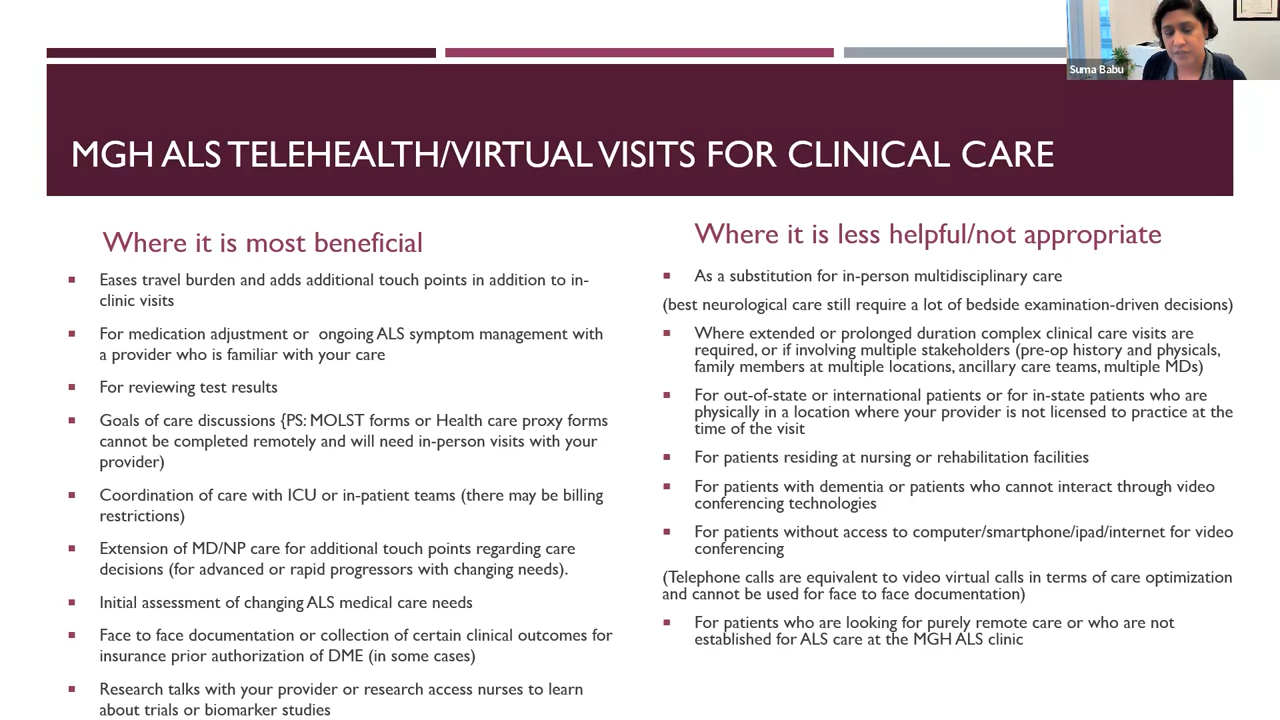 Suma Babu
MGH ALS TELEHEALTH/VIRTUAL VISITS FOR CLINICAL CARE
Where it is most beneficial
Eases travel burden and adds additional touch points in addition to in-
clinic visits
For medication adjustment or ongoing ALS symptom management with
a provider who is familiar with your care
For reviewing test results
Goals of care discussions {PS: MOLST forms or Health care proxy forms
cannot be completed remotely and will need in-person visits with your
provider)
Coordination of care with ICU or in-patient teams (there may be billing
restrictions)
Extension of MD/NP care for additional touch points regarding care
decisions (for advanced or rapid progressors with changing needs).
Initial assessment of changing ALS medical care needs
Face to face documentation or collection of certain clinical outcomes for
insurance prior authorization of DME (in some cases)
Research talks with your provider or research access nurses to learn
about trials or biomarker studies
Where it is less helpful/not appropriate
As a substitution for in-person multidisciplinary care
(best neurological care still require a lot of bedside examination-driven decisions)
Where extended or prolonged duration complex clinical care visits are
required, or if involving multiple stakeholders (pre-op history and physicals,
family members at multiple locations, ancillary care teams, multiple MDs)
For out-of-state or international patients or for in-state patients who are
physically in a location where your provider is not licensed to practice at the
time of the visit
For patients residing at nursing or rehabilitation facilities
For patients with dementia or patients who cannot interact through video
conferencing technologies
For patients without access to computer/smartphone/ipad/internet for video
conferencing
(Telephone calls are equivalent to video virtual calls in terms of care optimization
and cannot be used for face to face documentation)
For patients who are looking for purely remote care or who are not
established for ALS care at the MGH ALS clinic